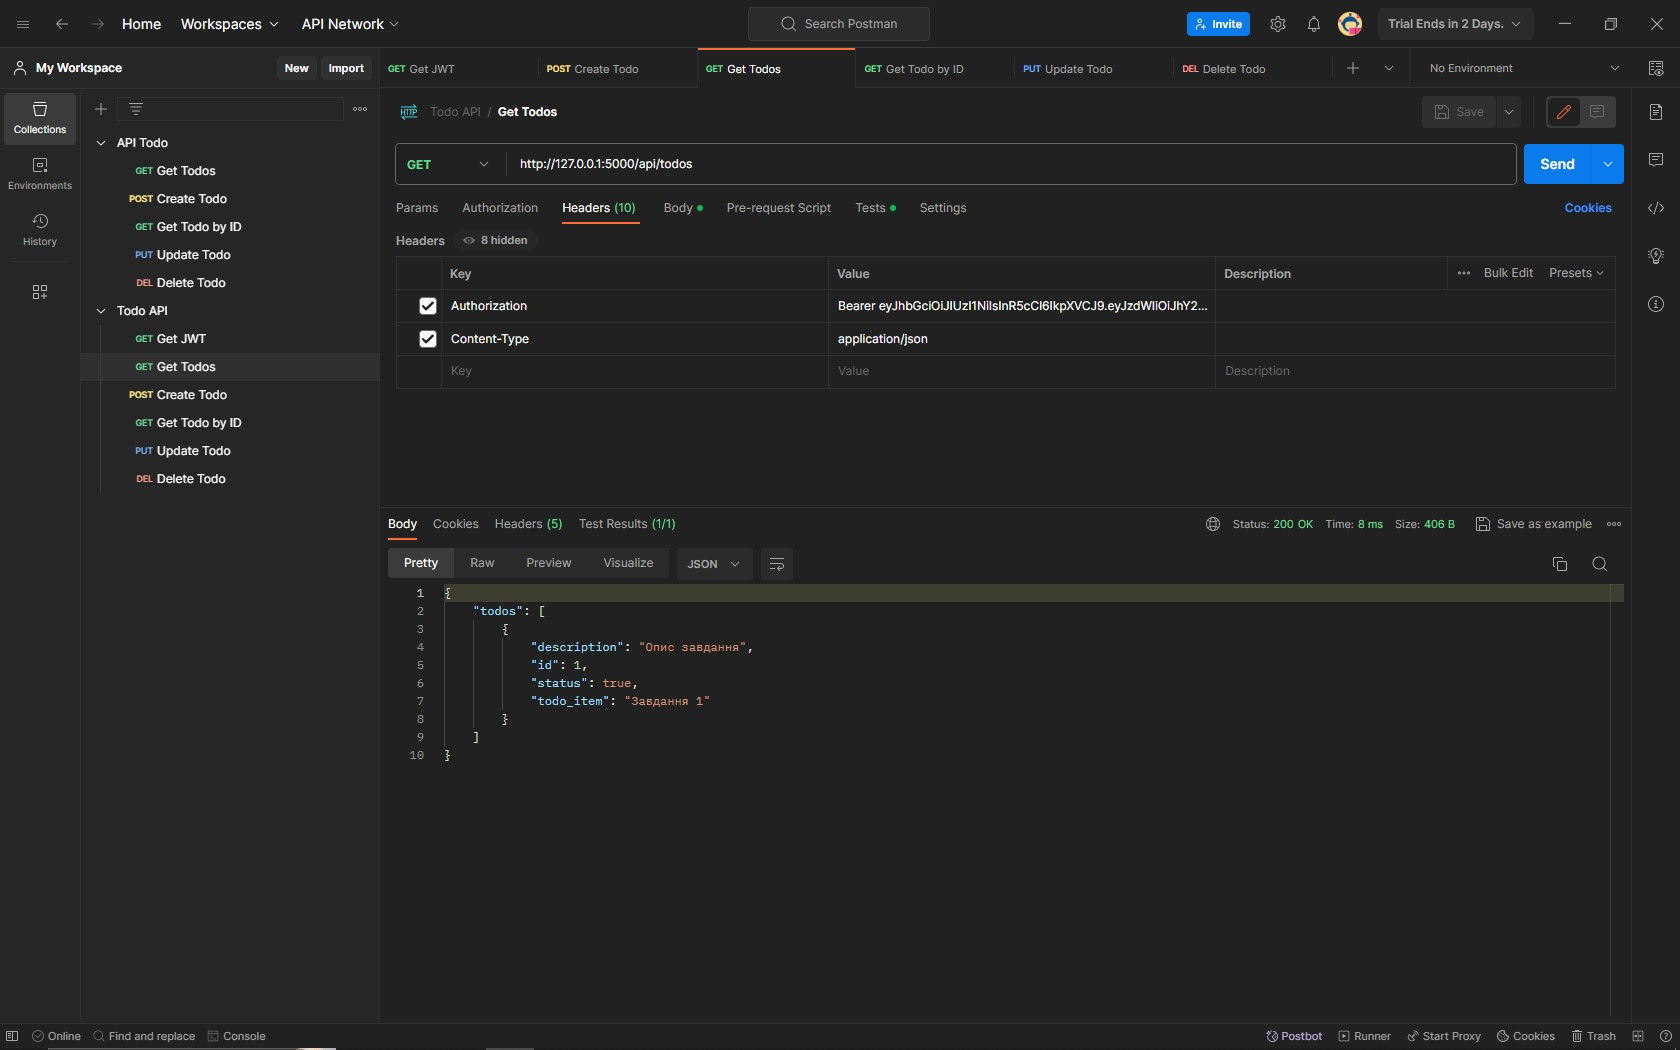 Home Workspaces API Network Search Postman Invite Trial Ends in 2 Days.
My Workspace New Import GET Get JWT POST Create Todo GET Get Todos GET Get Todo by ID PUT Update Todo DEL Delete Todo No Environment
Collections
Environments
History
API Todo
GET Get Todos
POST Create Todo
GET Get Todo by ID
PUT Update Todo
DEL Delete Todo
Todo API
GET Get JWT
GET Get Todos
POST Create Todo
GET Get Todo by ID
PUT Update Todo
DEL Delete Todo
HTTP Todo API / Get Todos Save
GET http://127.0.0.1:5000/api/todos Send
Params Authorization Headers (10) Body Pre-request Script Tests Settings Cookies
Headers 8 hidden
Key Value Description Bulk Edit Presets
Authorization Bearer eyJhbGciOiJIUzI1NiIsInR5cCI6IkpXVCJ9.eyJzdWIiOiJhY2...
Content-Type application/json
Key Value Description
Body Cookies Headers (5) Test Results (1/1) Status: 200 OK Time: 8 ms Size: 406 B Save as example
Pretty Raw Preview Visualize JSON
1 {
2 "todos": [
3 {
4 "description": "Опис завдання",
5 "id": 1,
6 "status": true,
7 "todo_item": "Завдання 1"
8 }
9 ]
10 }
Online Find and replace Console Postbot Runner Start Proxy Cookies Trash